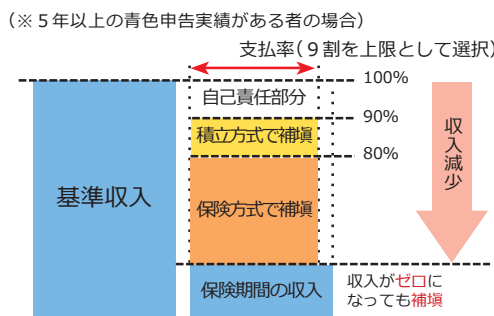 （※５年以上の青色申告実績がある者の場合）
支払率（９割を上限として選択）
100%
自己責任部分
90%
積立方式で補塡
80%
基準収入
保険方式で補塡
収入減少
保険期間の収入
収入がゼロに
なっても補塡